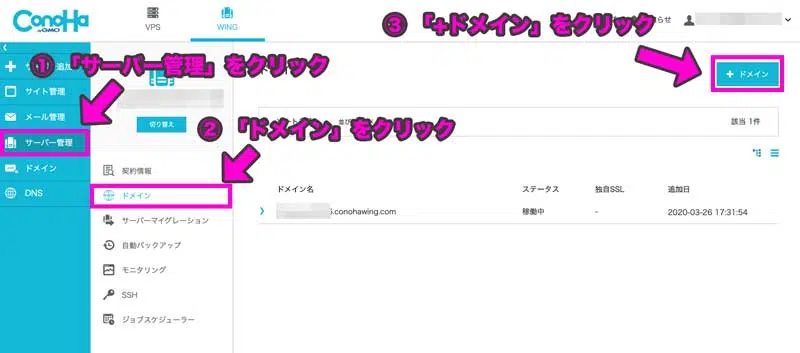 ConoHa
by GMO
VPS
WING
③ 「+ドメイン」をクリック
らせ
サ
追加
① 「サーバー管理」をクリック
+ ドメイン
サイト管理
メール管理
切り替え
② 「ドメイン」をクリック
該当 1件
サーバー管理
ドメイン
DNS
契約情報
ドメイン
サーバーマイグレーション
自動バックアップ
モニタリング
SSH
ジョブスケジューラー
ドメイン名
ステータス
独自SSL
追加日
.conohawing.com
稼働中
-
2020-03-26 17:31:54